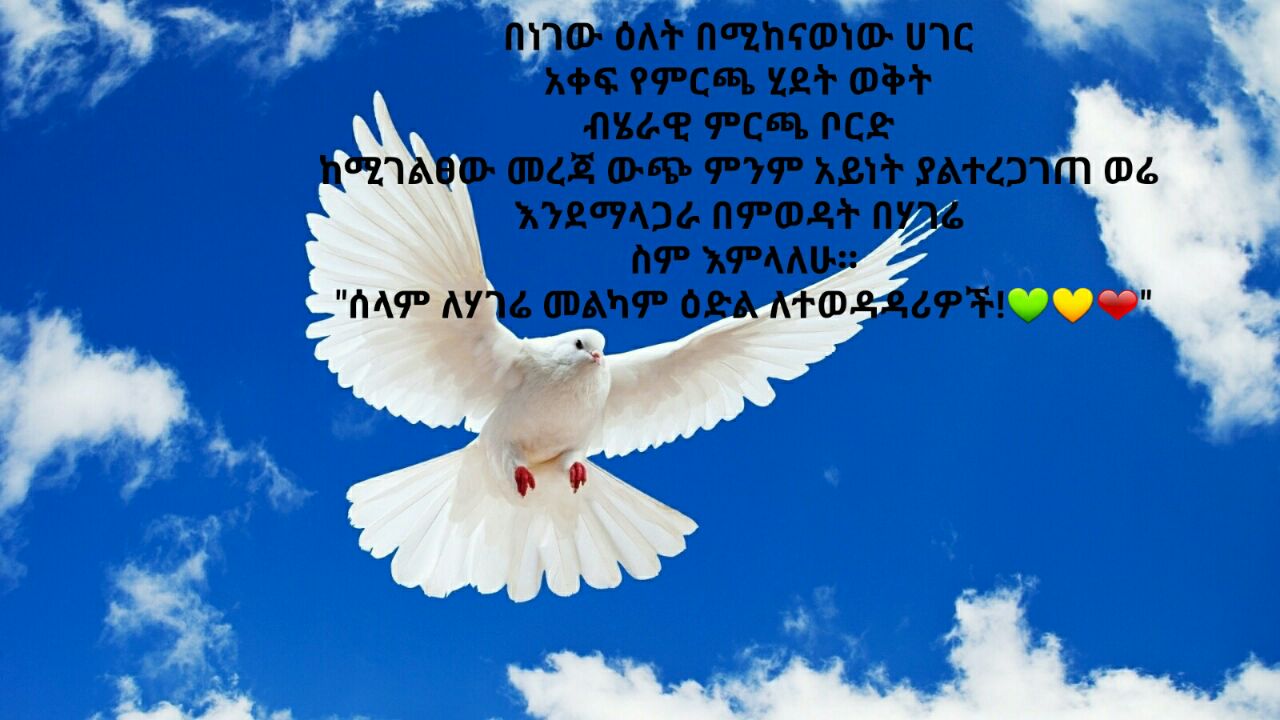 በነገው ዕለት በሚከናወነው ሀገር
አቀፍ የምርጫ ሂደት ወቅት
ብሄራዊ ምርጫ ቦርድ
ከሚገልፀው መረጃ ውጭ ምንም አይነት ያልተረጋገጠ ወሬ
እንደማላጋራ በምወዳት በሃገሬ
ስም እምላለሁ።
"ሰላም ለሃገሬ መልካም ዕድል ለተወዳዳሪዎች!💚💛❤"